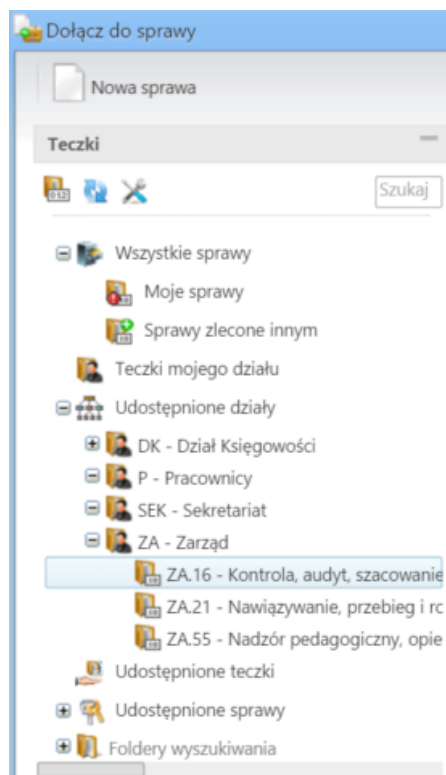 Dołącz do sprawy
Nowa sprawa
Teczki
Szukaj
Wszystkie sprawy
Moje sprawy
Sprawy zlecone innym
Teczki mojego działu
Udostępnione działy
DK - Dział Księgowości
P - Pracownicy
SEK - Sekretariat
ZA - Zarząd
ZA.16 - Kontrola, audyt, szacowanie
ZA.21 - Nawiązywanie, przebieg i
ZA.55 - Nadzór pedagogiczny, opie
Udostępnione teczki
Udostępnione sprawy
Foldery wyszukiwania